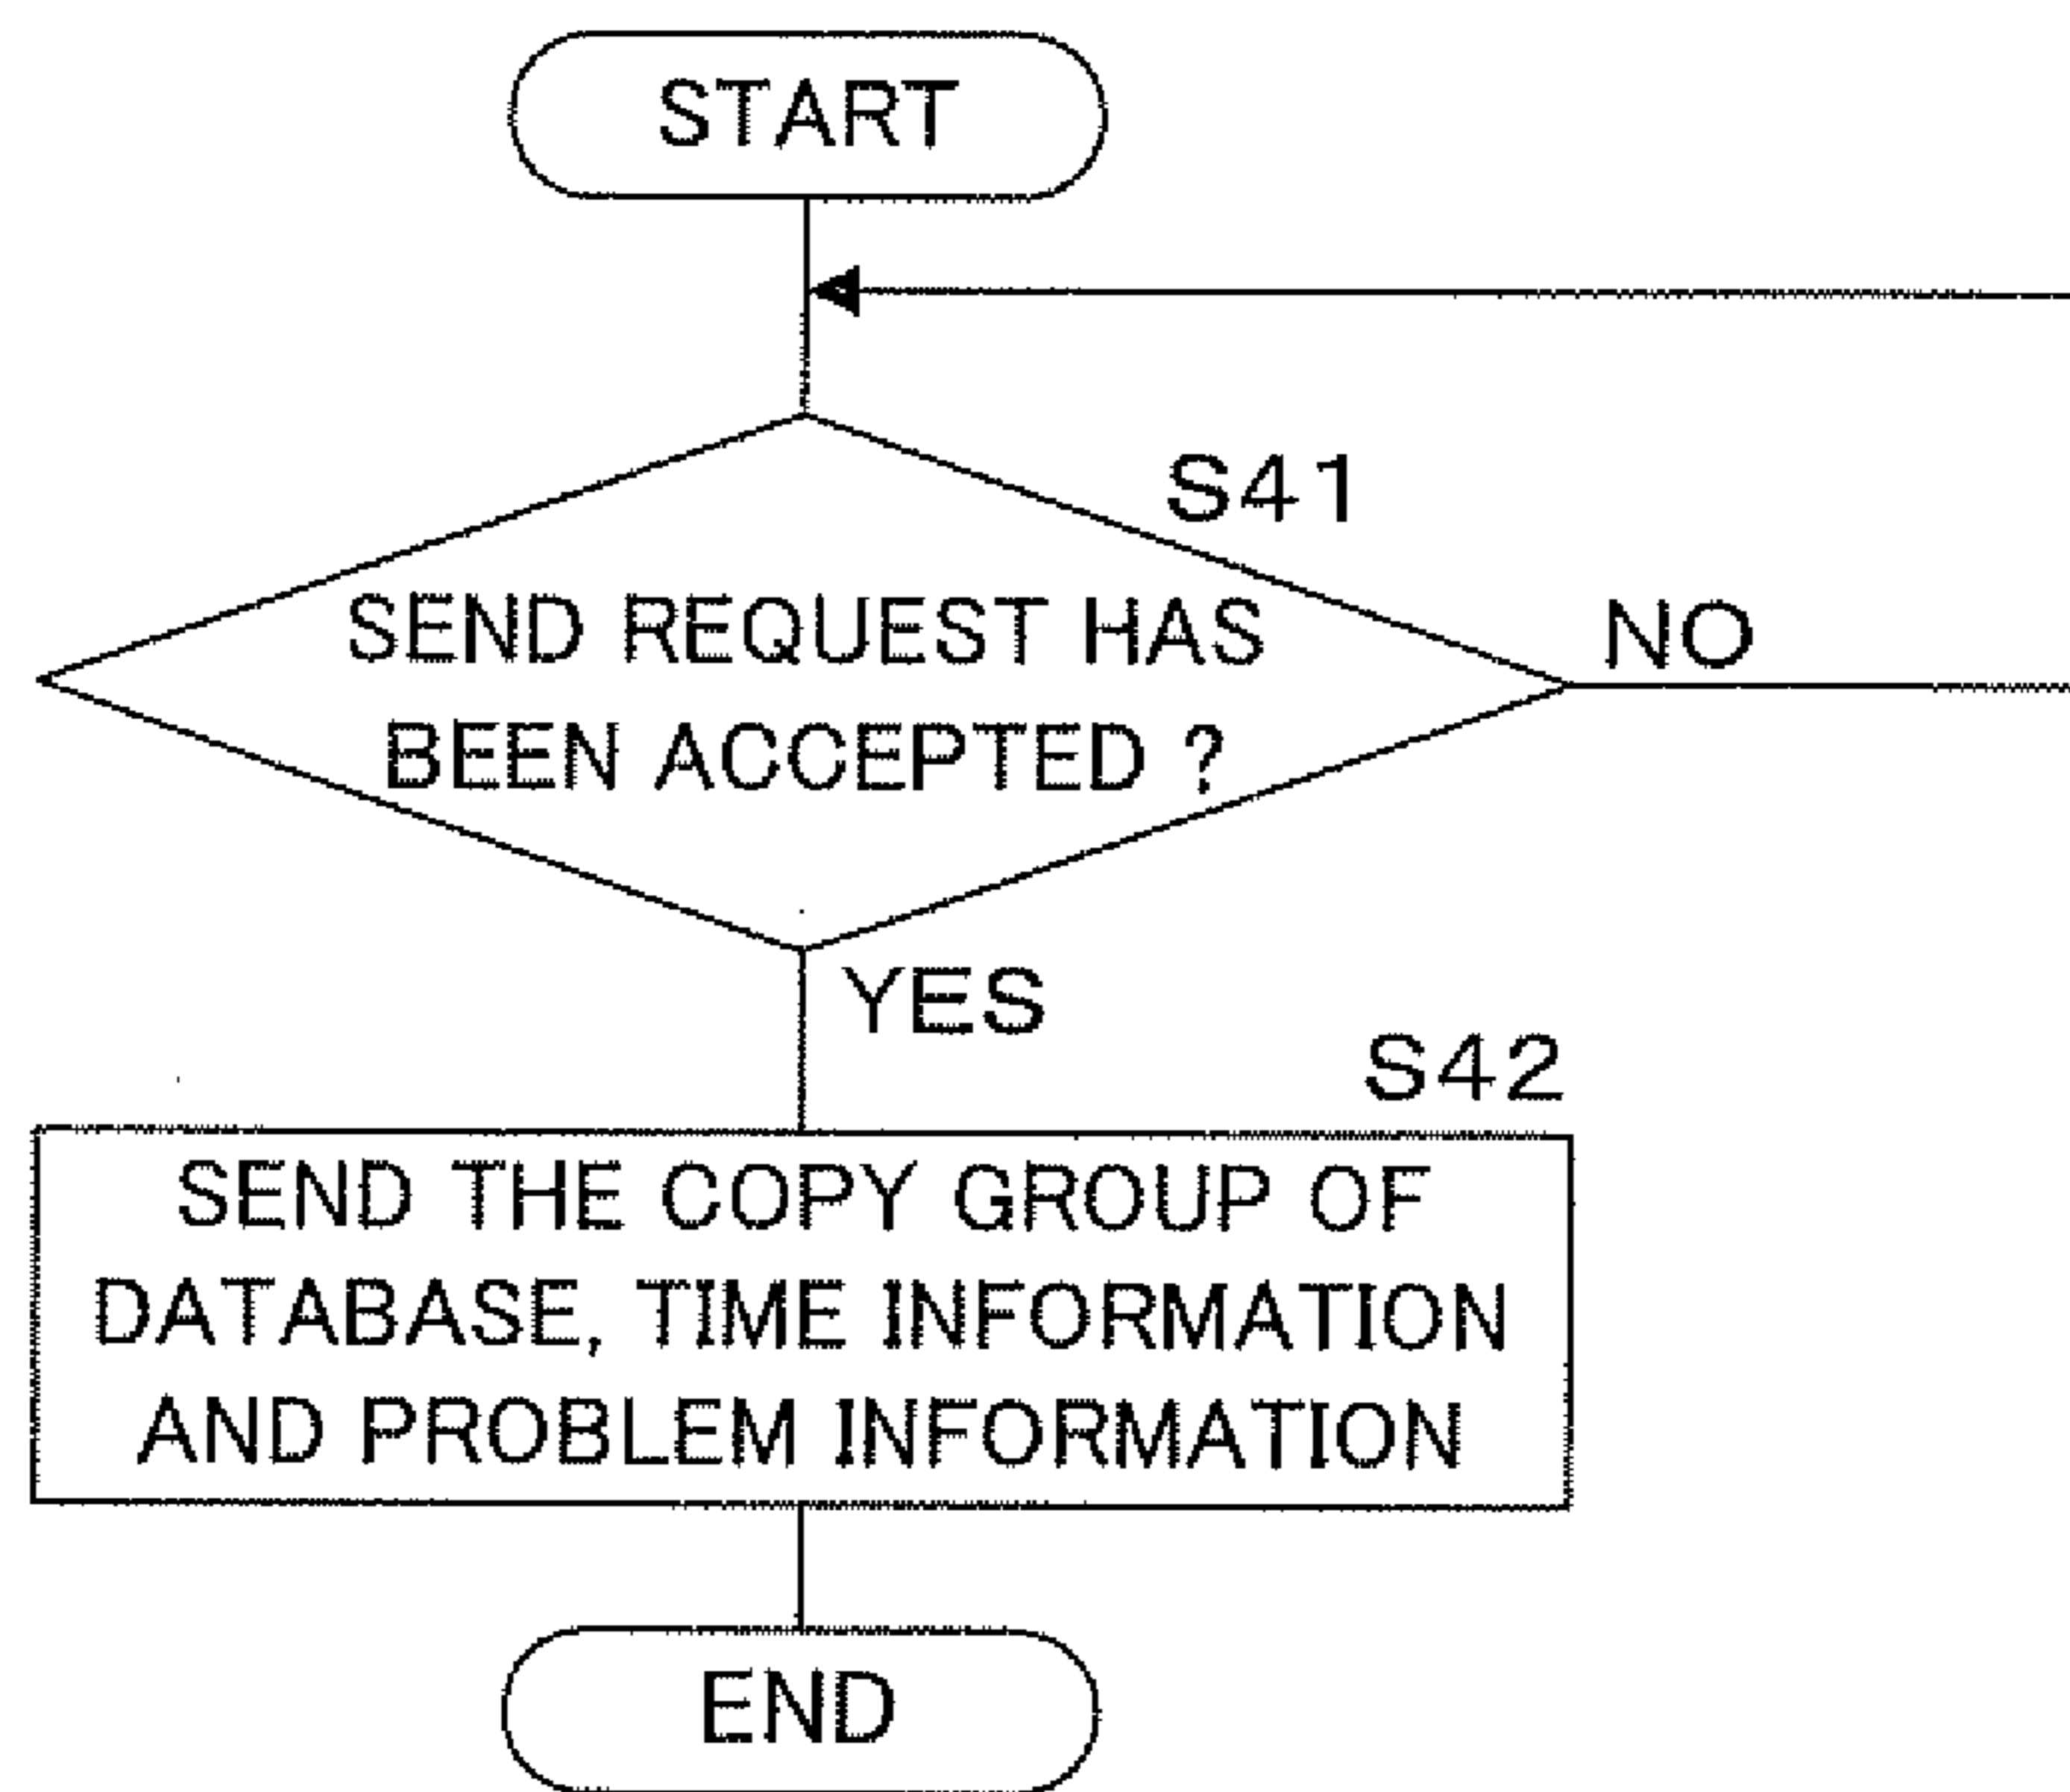 START
S41
SEND REQUEST HAS
BEEN ACCEPTED ?
NO
YES
S42
SEND THE COPY GROUP OF
DATABASE, TIME INFORMATION
AND PROBLEM INFORMATION
END